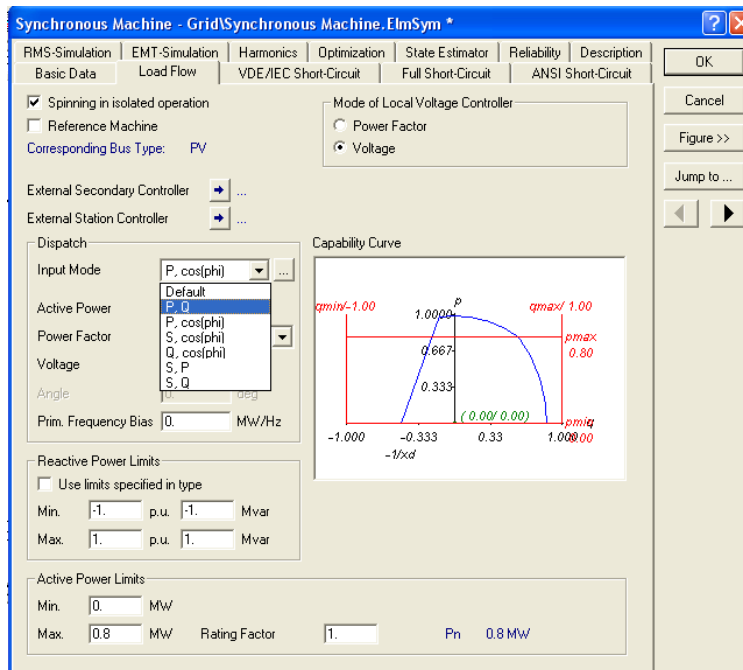 Synchronous Machine - Grid\Synchronous Machine.ElmSym *
RMS-Simulation EMT-Simulation Harmonics Optimization State Estimator Reliability Description
Basic Data Load Flow VDE/IEC Short-Circuit Full Short-Circuit ANSI Short-Circuit
OK
Cancel
Figure >>
Jump to ...
Spinning in isolated operation
Reference Machine
Corresponding Bus Type: PV
Mode of Local Voltage Controller
Power Factor
Voltage
External Secondary Controller ...
External Station Controller ...
Dispatch
Input Mode P, cos(phi) ...
Default
P, Q
P, cos(phi)
S, cos(phi)
Q, cos(phi)
S, P
S, Q
Active Power
Power Factor
Voltage
Angle 0. deg
Prim. Frequency Bias 0. MW/Hz
Capability Curve
qmin/-1.00 p qmax/ 1.00
1.0000
pmax
0.80
0.667
0.333
( 0.00/ 0.00)
q
-1.000 -0.333 0.33 1.000
-1/xd
Reactive Power Limits
Use limits specified in type
Min. -1. p.u. -1. Mvar
Max. 1. p.u. 1. Mvar
Active Power Limits
Min. 0. MW
Max. 0.8 MW Rating Factor 1. Pn 0.8 MW